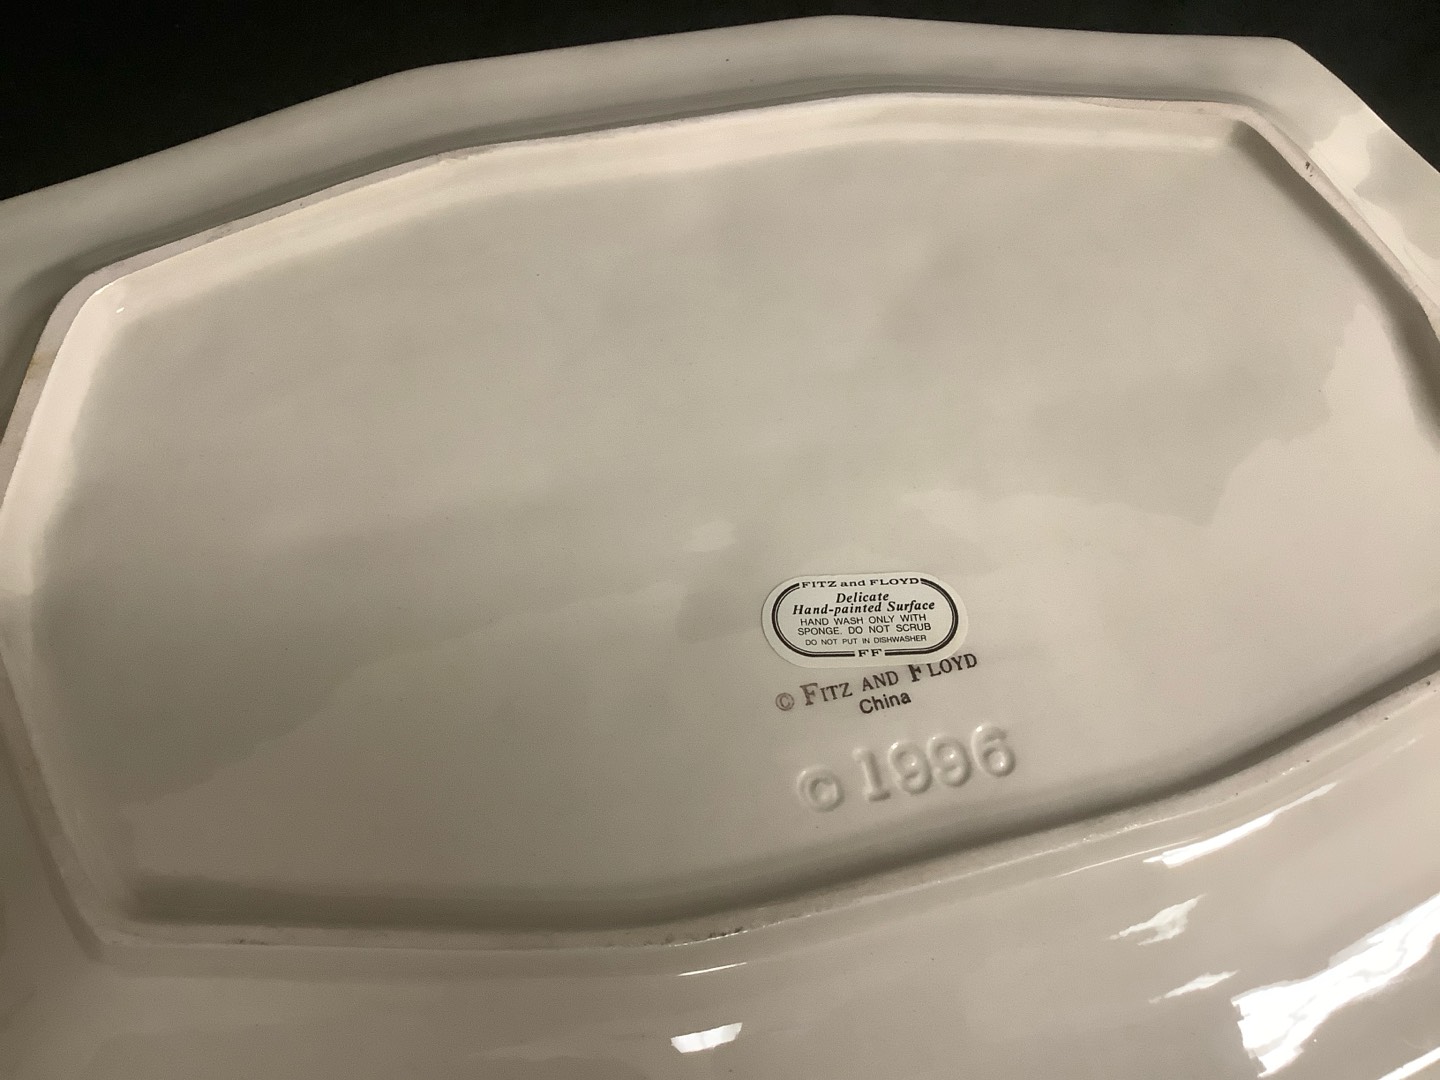 FITZ and FLOYD
Delicate
Hand-painted Surface
HAND WASH ONLY WITH
SPONGE. DO NOT SCRUB
DO NOT PUT IN DISHWASHER
FF
© FITZ AND FLOYD
China
© 1996